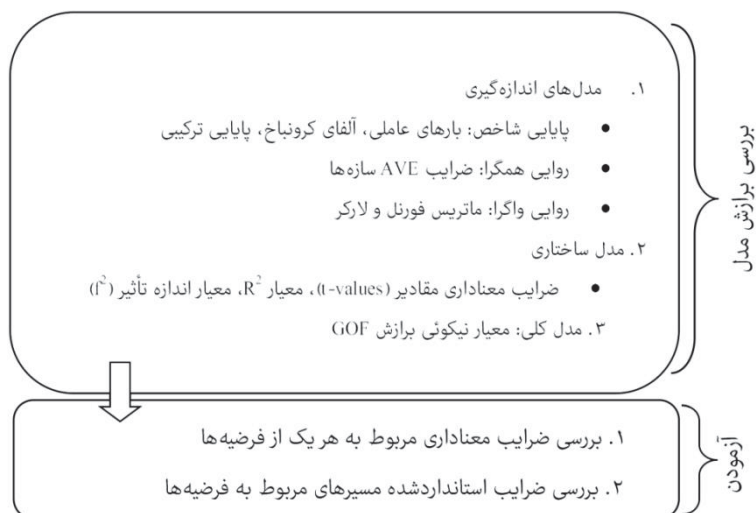 ۱. مدل‌های اندازه‌گیری
• پایایی شاخص: بارهای عاملی، آلفای کرونباخ، پایایی ترکیبی
• روایی همگرا: ضرایب AVE سازه‌ها
• روایی واگرا: ماتریس فورنل و لارکر
۲. مدل ساختاری
• ضرایب معناداری مقادیر (t-values)، معیار R²، معیار اندازه تأثیر (f²)
۳. مدل کلی: معیار نیکوئی برازش GOF
بررسی برازش مدل
۱. بررسی ضرایب معناداری مربوط به هر یک از فرضیه‌ها
۲. بررسی ضرایب استانداردشده مسیرهای مربوط به فرضیه‌ها
آزمودن